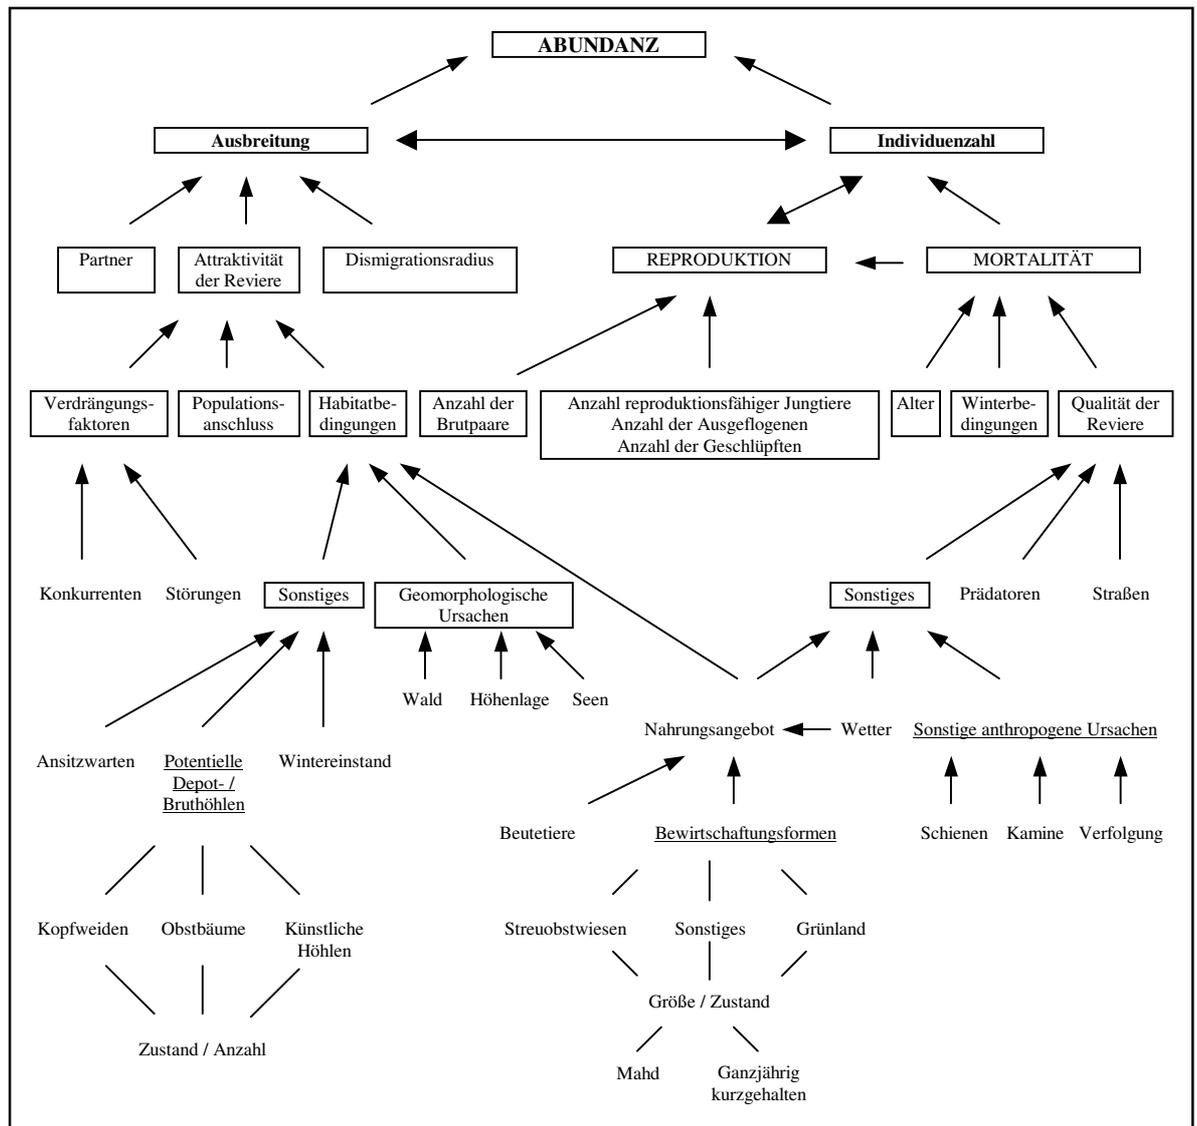 ABUNDANZ
Ausbreitung
Individuenzahl
Partner
Attraktivität
der Reviere
Dismigrationsradius
REPRODUKTION
MORTALITÄT
Verdrängungs-
faktoren
Populations-
anschluss
Habitatbe-
dingungen
Anzahl der
Brutpaare
Anzahl reproduktionsfähiger Jungtiere
Anzahl der Ausgeflogenen
Anzahl der Geschlüpften
Alter
Winterbe-
dingungen
Qualität der
Reviere
Konkurrenten
Störungen
Sonstiges
Geomorphologische
Ursachen
Sonstiges
Prädatoren
Straßen
Wald
Höhenlage
Seen
Nahrungsangebot
Wetter
Sonstige anthropogene Ursachen
Ansitzwarten
Potentielle
Depot- /
Bruthöhlen
Wintereinstand
Beutetiere
Bewirtschaftungsformen
Schienen
Kamine
Verfolgung
Kopfweiden
Obstbäume
Künstliche
Höhlen
Streuobstwiesen
Sonstiges
Grünland
Größe / Zustand
Zustand / Anzahl
Mahd
Ganzjährig
kurzgehalten